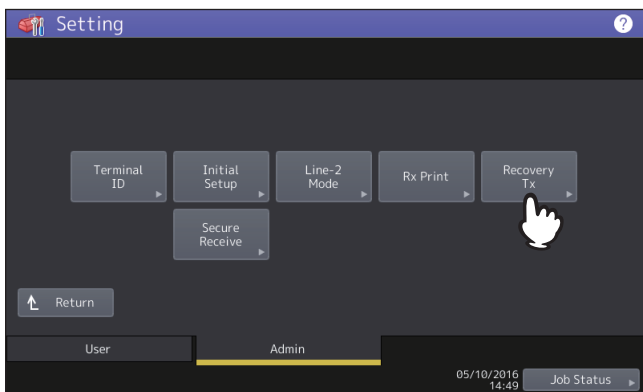 Setting
?
Terminal
ID
Initial
Setup
Line-2
Mode
Rx Print
Recovery
Tx
Secure
Receive
Return
User
Admin
05/10/2016
14:49
Job Status